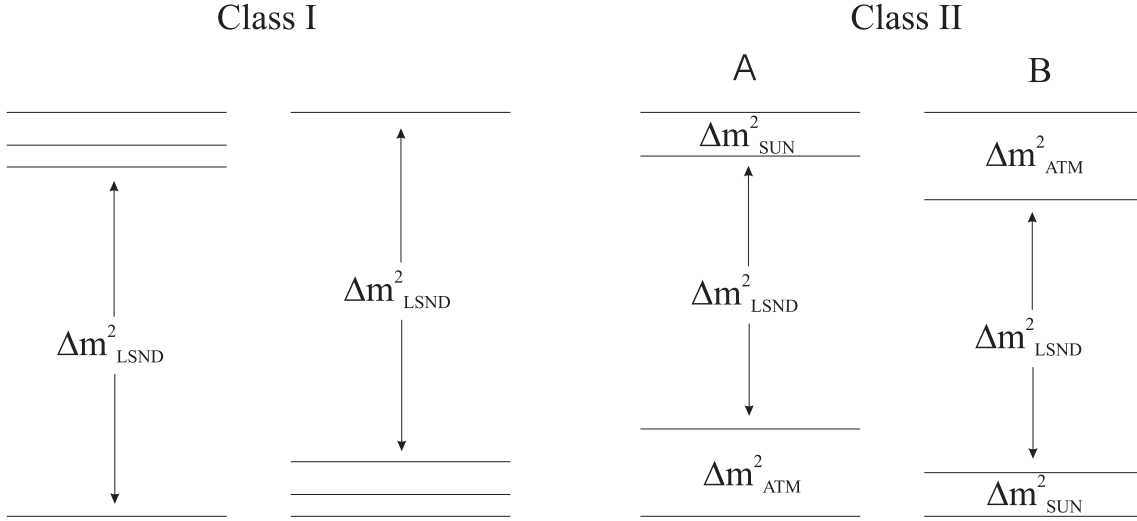 Class I
Class II
A
B
Δm²SUN
Δm²ATM
Δm²LSND
Δm²LSND
Δm²LSND
Δm²LSND
Δm²ATM
Δm²SUN